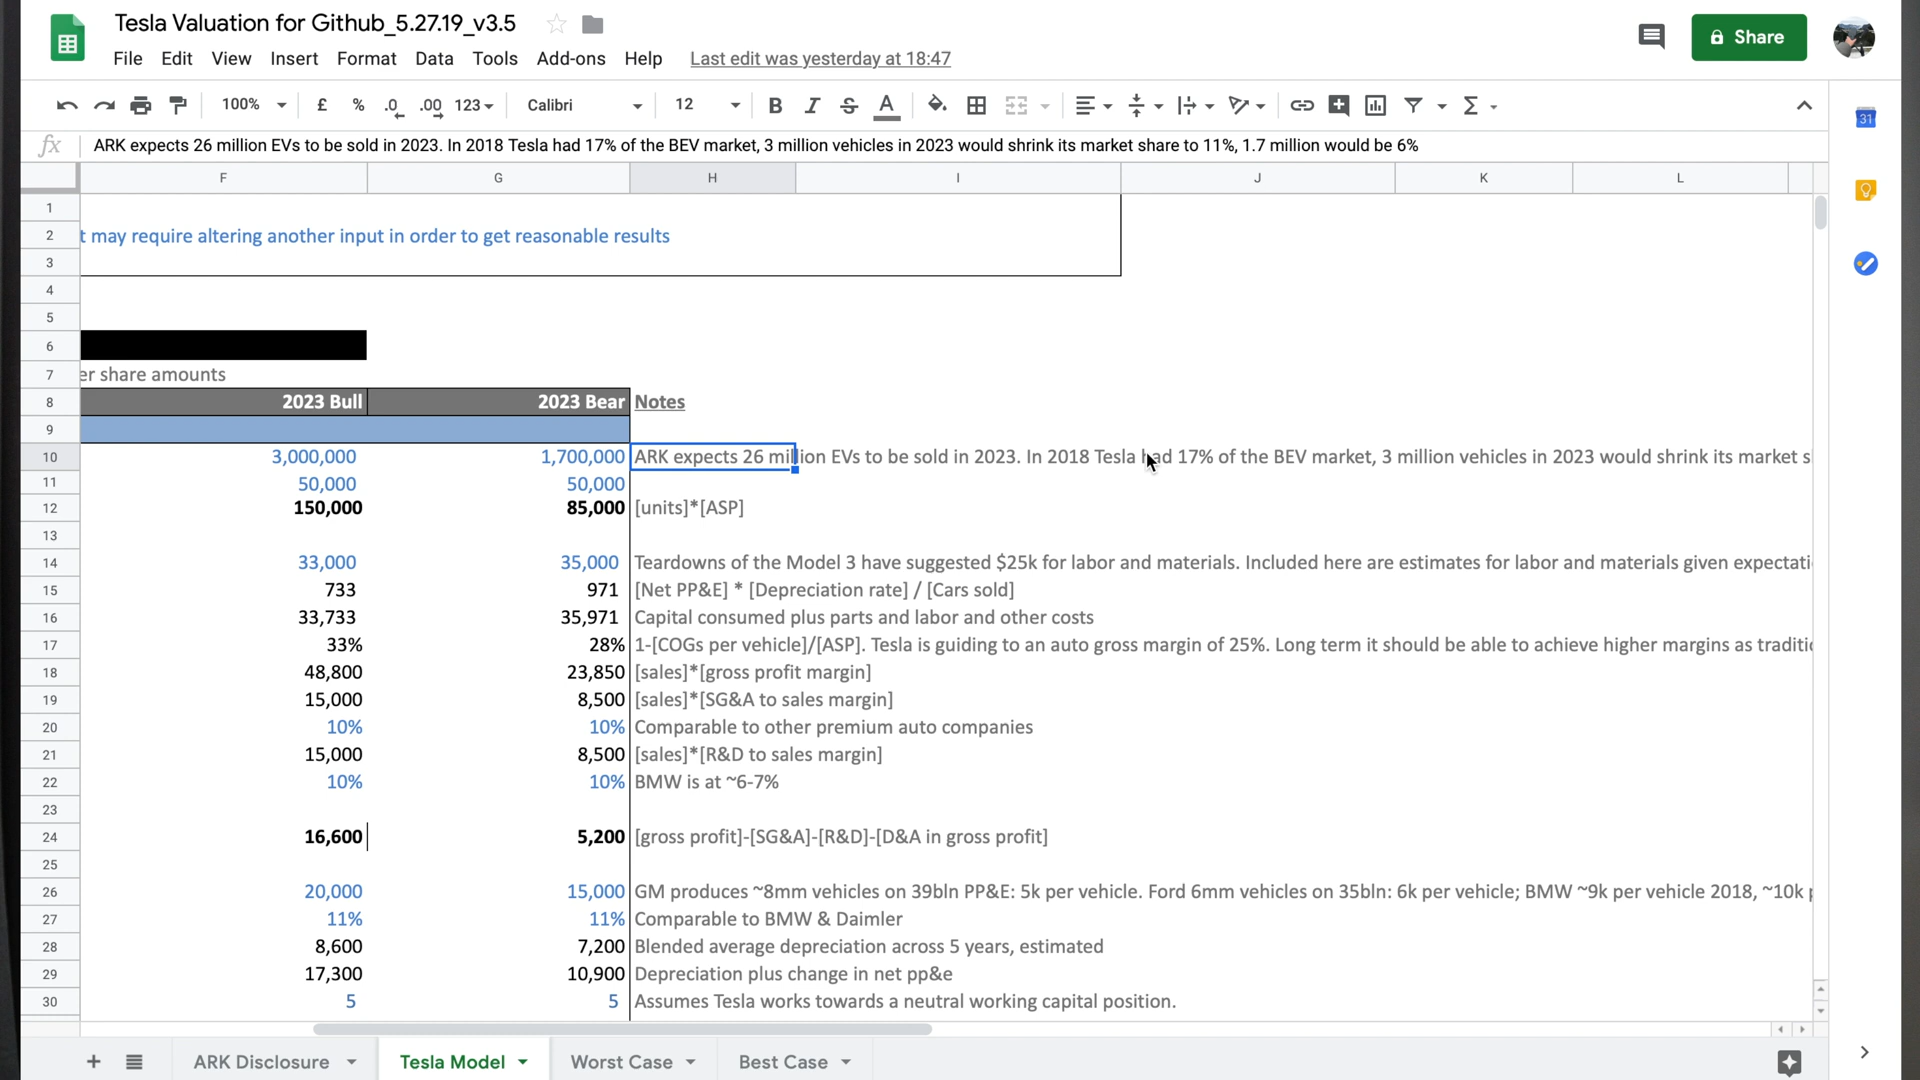 Tesla Valuation for Github_5.27.19_v3.5
File Edit View Insert Format Data Tools Add-ons Help Last edit was yesterday at 18:47
Share
100% £ % .0 .00 123 Calibri 12 B I S A Σ
31
fx ARK expects 26 million EVs to be sold in 2023. In 2018 Tesla had 17% of the BEV market, 3 million vehicles in 2023 would shrink its market share to 11%, 1.7 million would be 6%
F G H I J K L
1
2 t may require altering another input in order to get reasonable results
3
4
5
6
7 er share amounts
8 2023 Bull 2023 Bear Notes
9
10 3,000,000 1,700,000 ARK expects 26 million EVs to be sold in 2023. In 2018 Tesla had 17% of the BEV market, 3 million vehicles in 2023 would shrink its market s
11 50,000 50,000
12 150,000 85,000 [units]*[ASP]
13
14 33,000 35,000 Teardowns of the Model 3 have suggested $25k for labor and materials. Included here are estimates for labor and materials given expectati
15 733 971 [Net PP&E] * [Depreciation rate] / [Cars sold]
16 33,733 35,971 Capital consumed plus parts and labor and other costs
17 33% 28% 1-[COGs per vehicle]/[ASP]. Tesla is guiding to an auto gross margin of 25%. Long term it should be able to achieve higher margins as traditi
18 48,800 23,850 [sales]*[gross profit margin]
19 15,000 8,500 [sales]*[SG&A to sales margin]
20 10% 10% Comparable to other premium auto companies
21 15,000 8,500 [sales]*[R&D to sales margin]
22 10% 10% BMW is at ~6-7%
23
24 16,600 5,200 [gross profit]-[SG&A]-[R&D]-[D&A in gross profit]
25
26 20,000 15,000 GM produces ~8mm vehicles on 39bln PP&E: 5k per vehicle. Ford 6mm vehicles on 35bln: 6k per vehicle; BMW ~9k per vehicle 2018, ~10k p
27 11% 11% Comparable to BMW & Daimler
28 8,600 7,200 Blended average depreciation across 5 years, estimated
29 17,300 10,900 Depreciation plus change in net pp&e
30 5 5 Assumes Tesla works towards a neutral working capital position.
ARK Disclosure Tesla Model Worst Case Best Case